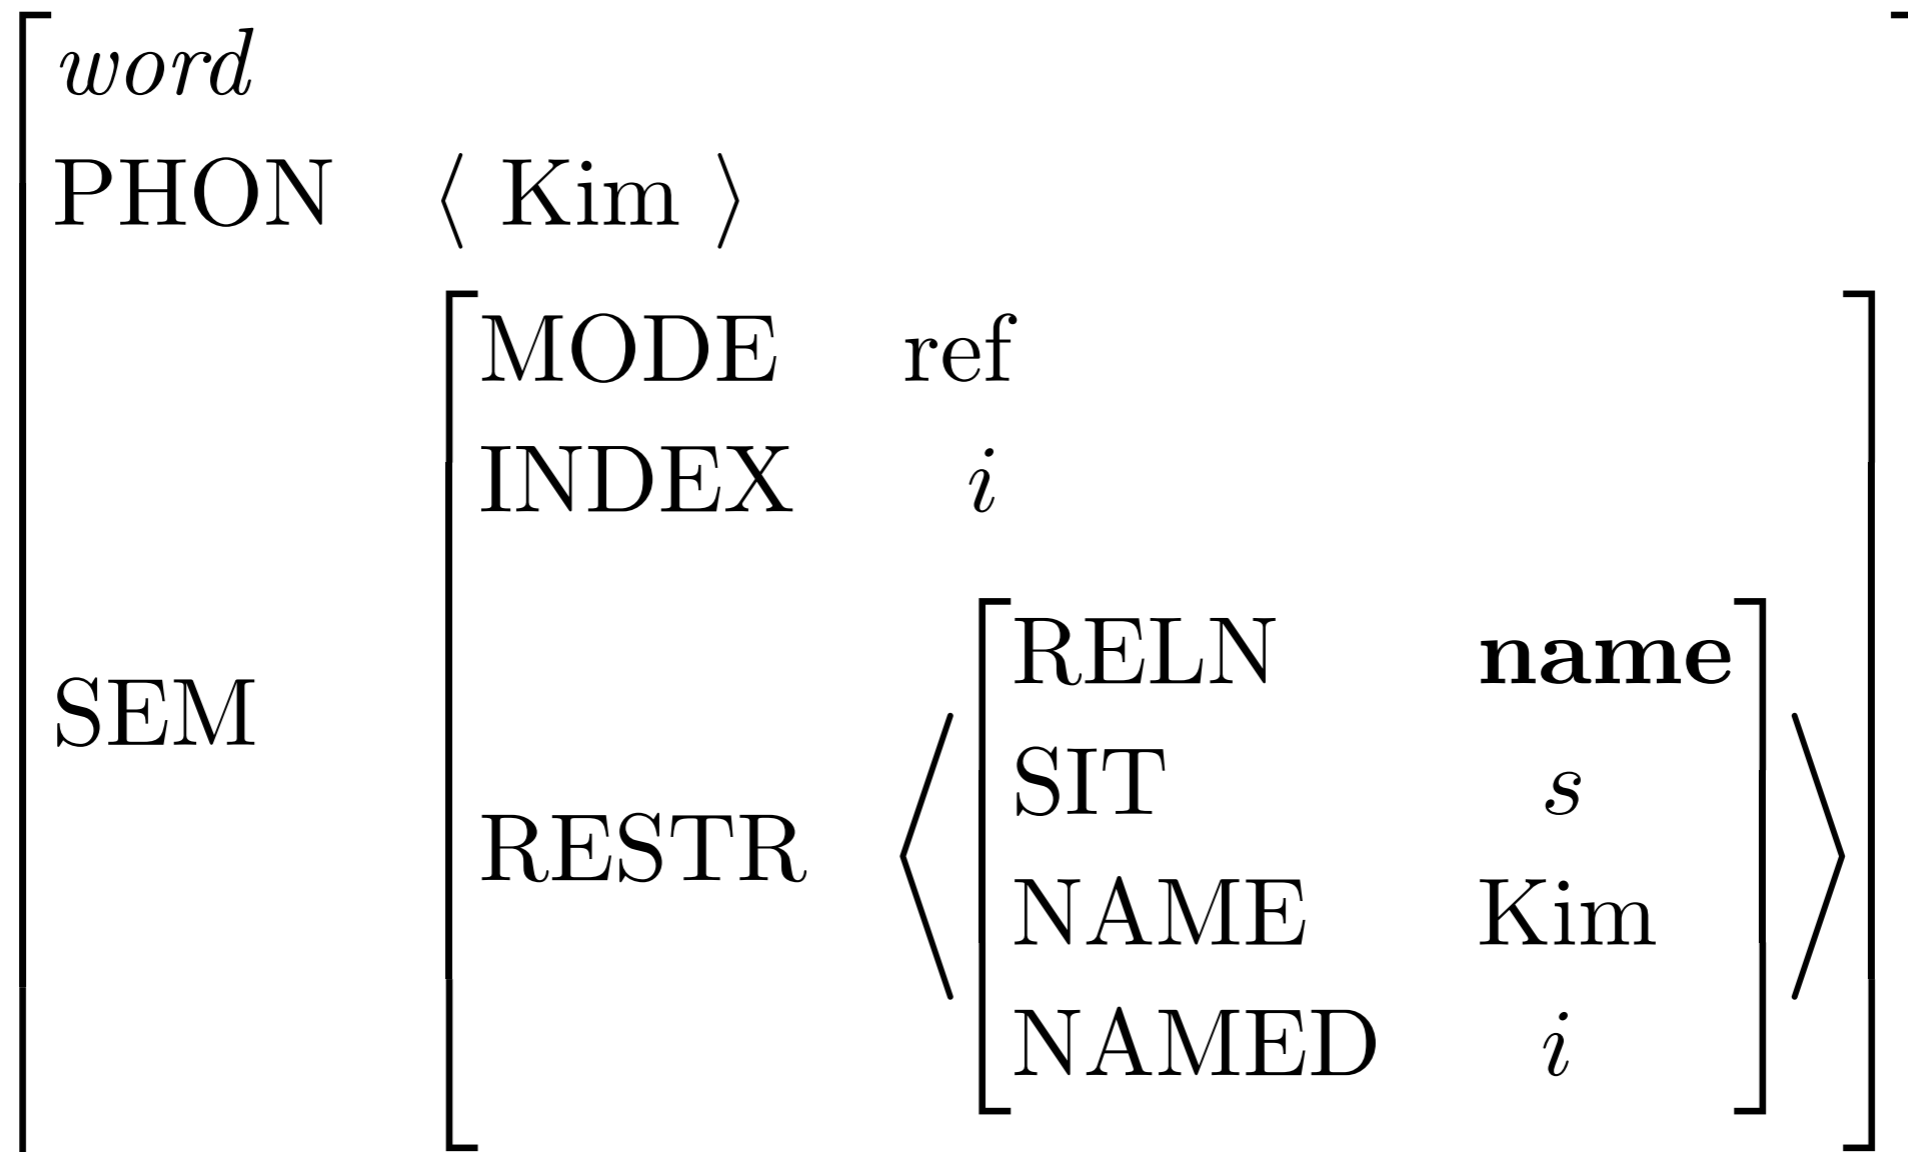 word
PHON ⟨ Kim ⟩
MODE ref
INDEX i
RELN name
SEM
SIT s
RESTR
NAME Kim
NAMED i